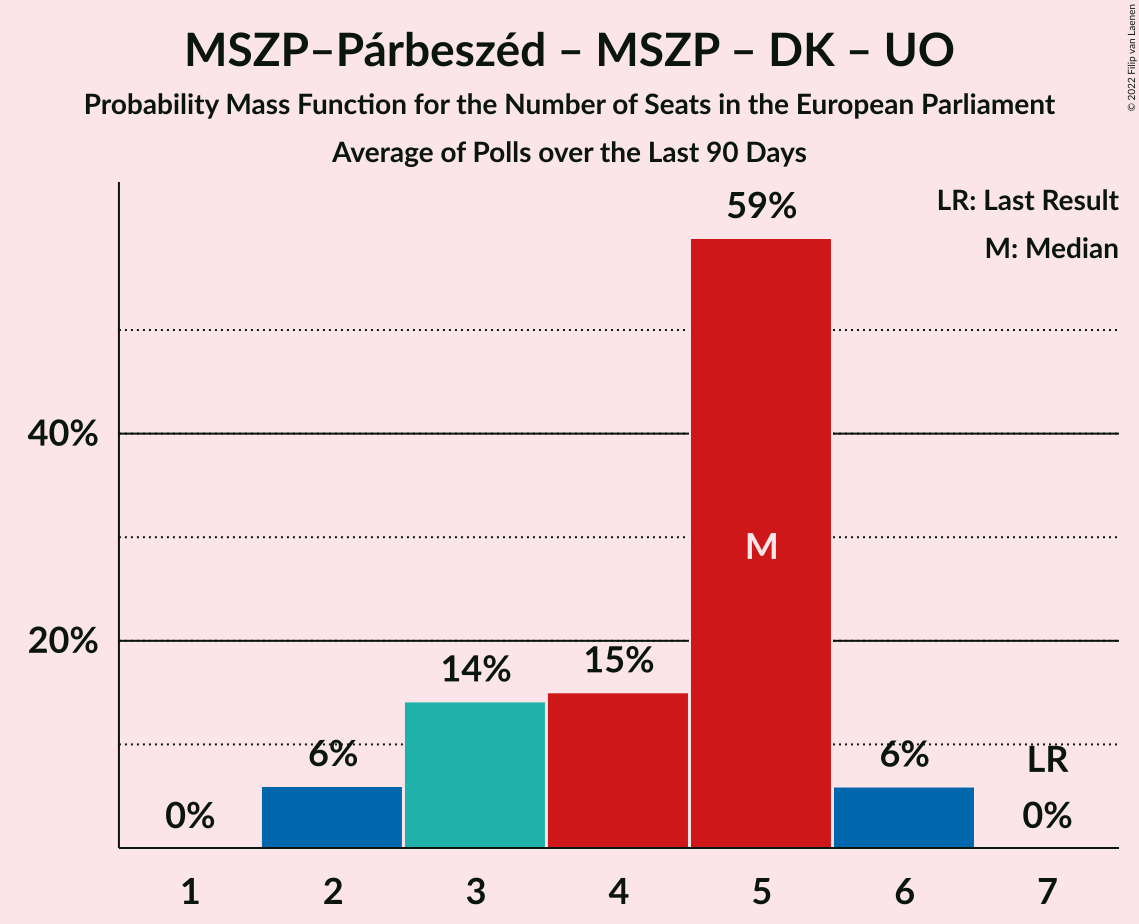 MSZP–Párbeszéd – MSZP – DK – UO
Probability Mass Function for the Number of Seats in the European Parliament
Average of Polls over the Last 90 Days
© 2022 Filip van Laenen
LR: Last Result
M: Median
59%
40%
M
20%
14%
15%
6%
6%
LR
0%
0%
1 2 3 4 5 6 7